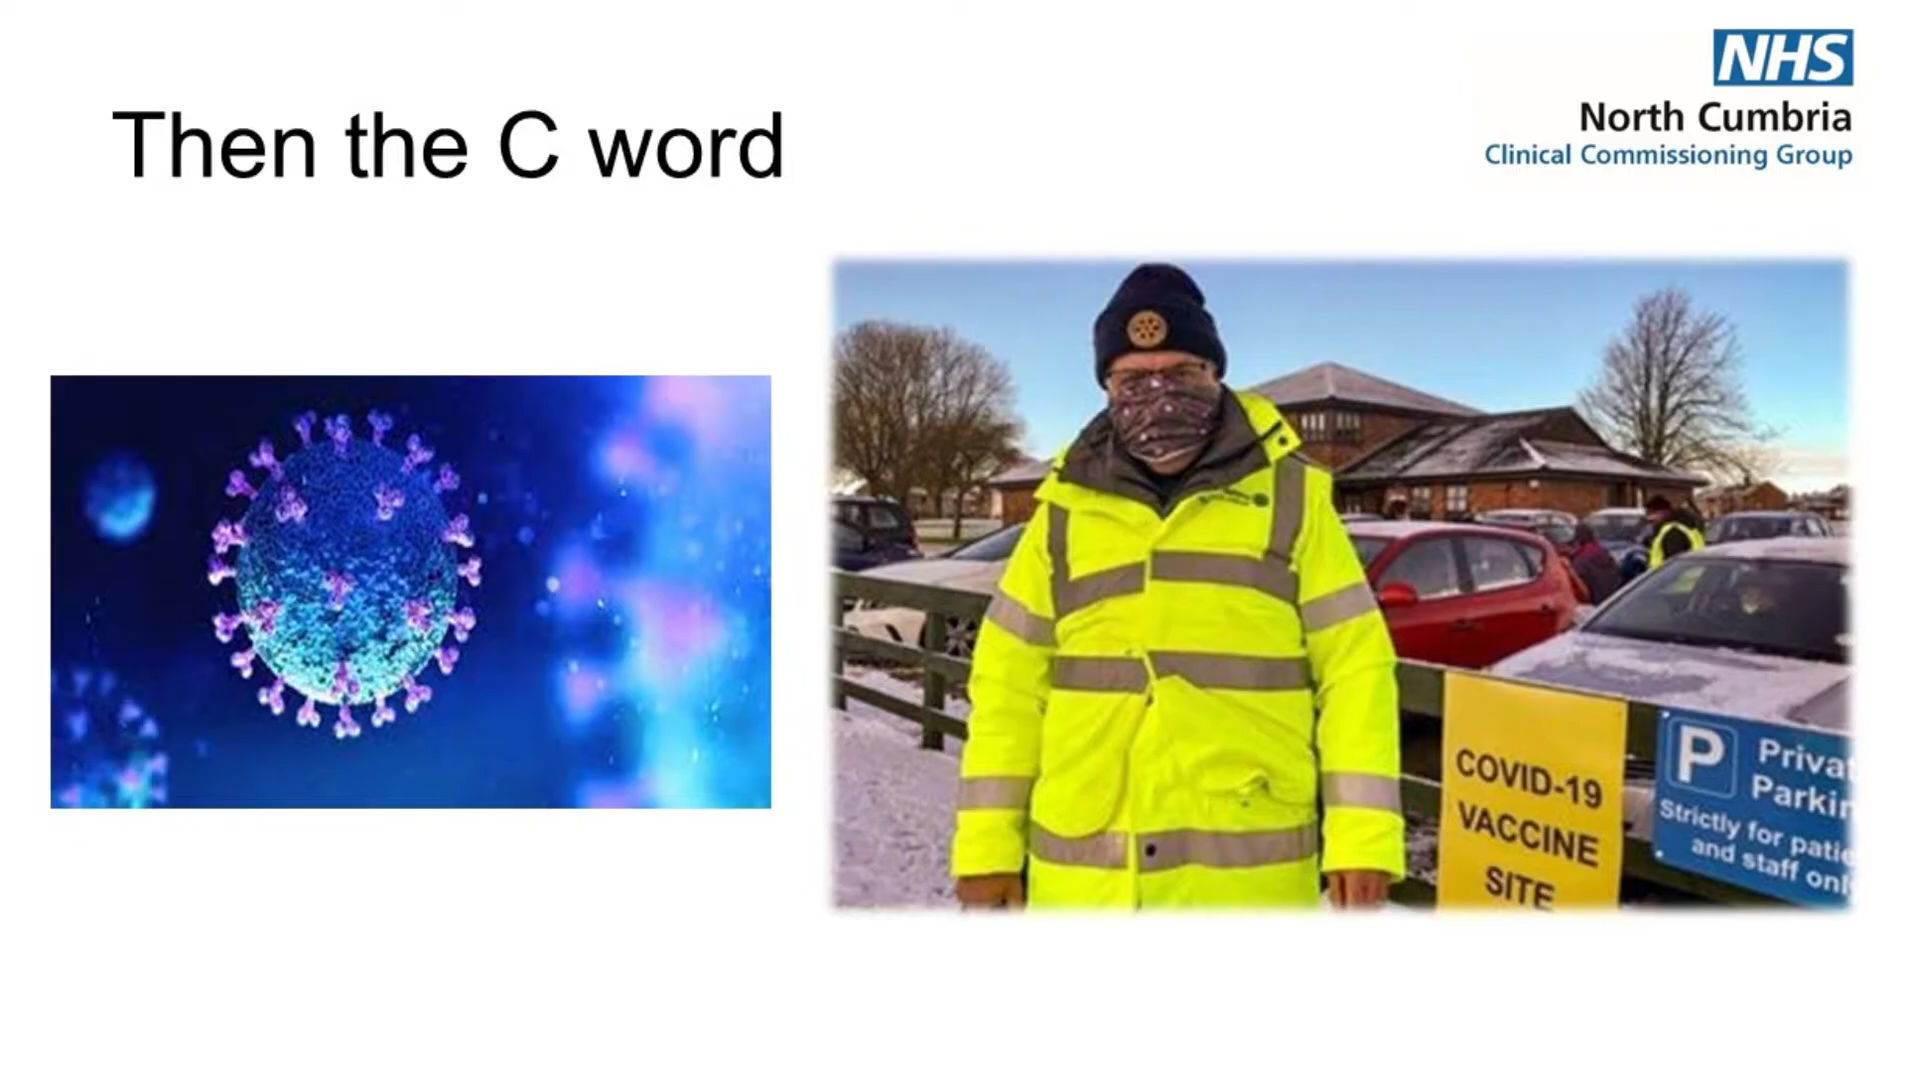 Then the C word
NHS
North Cumbria
Clinical Commissioning Group
COVID-19
VACCINE
SITE
P
Strictly for
and staff